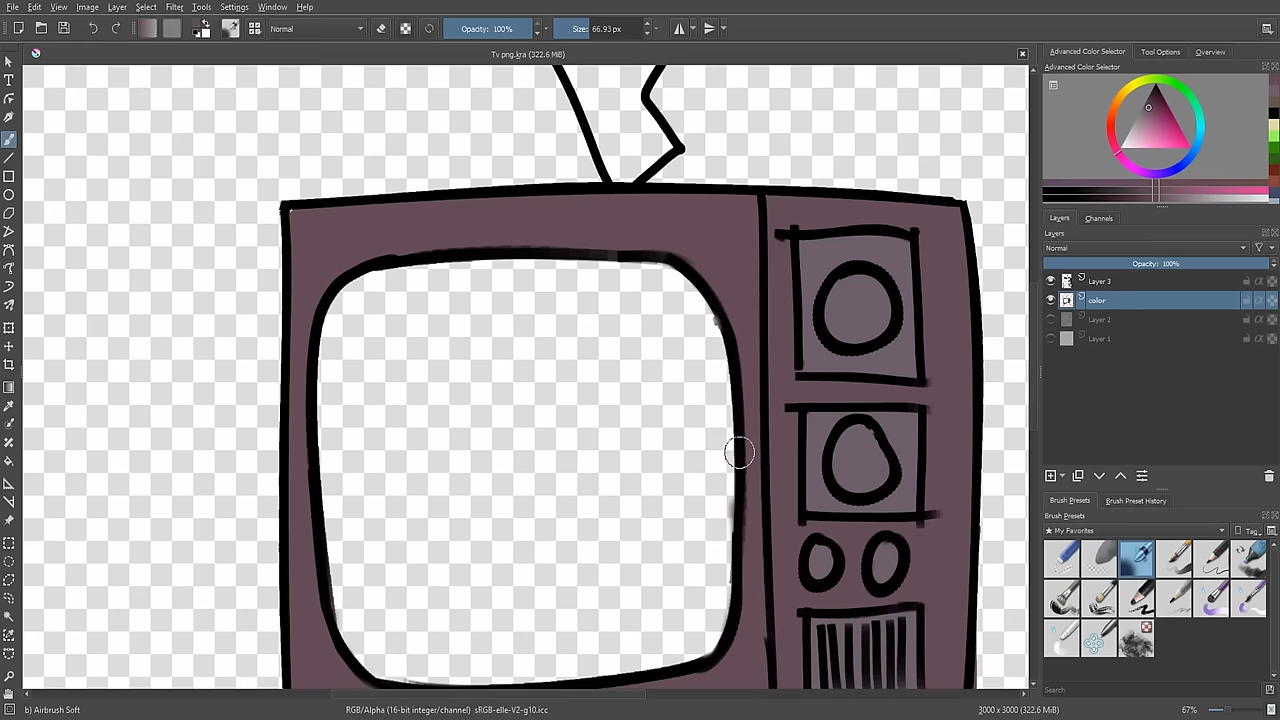 File Edit View Image Layer Select Filter Tools Settings Window Help
Normal Opacity: 100% Size: 66.93 px
Tv png.kra (322.6 MiB)
Advanced Color Selector Tool Options Overview
Advanced Color Selector
Layers Channels
Layers
Normal
Opacity: 100%
Layer 3
color
Layer 2
Layer 1
Brush Presets Brush Preset History
Brush Presets
★ My Favorites Tag
Search
b) Airbrush Soft RGB/Alpha (16-bit integer/channel) sRGB-elle-V2-g10.icc 3000 x 3000 (322.6 MiB) 67%